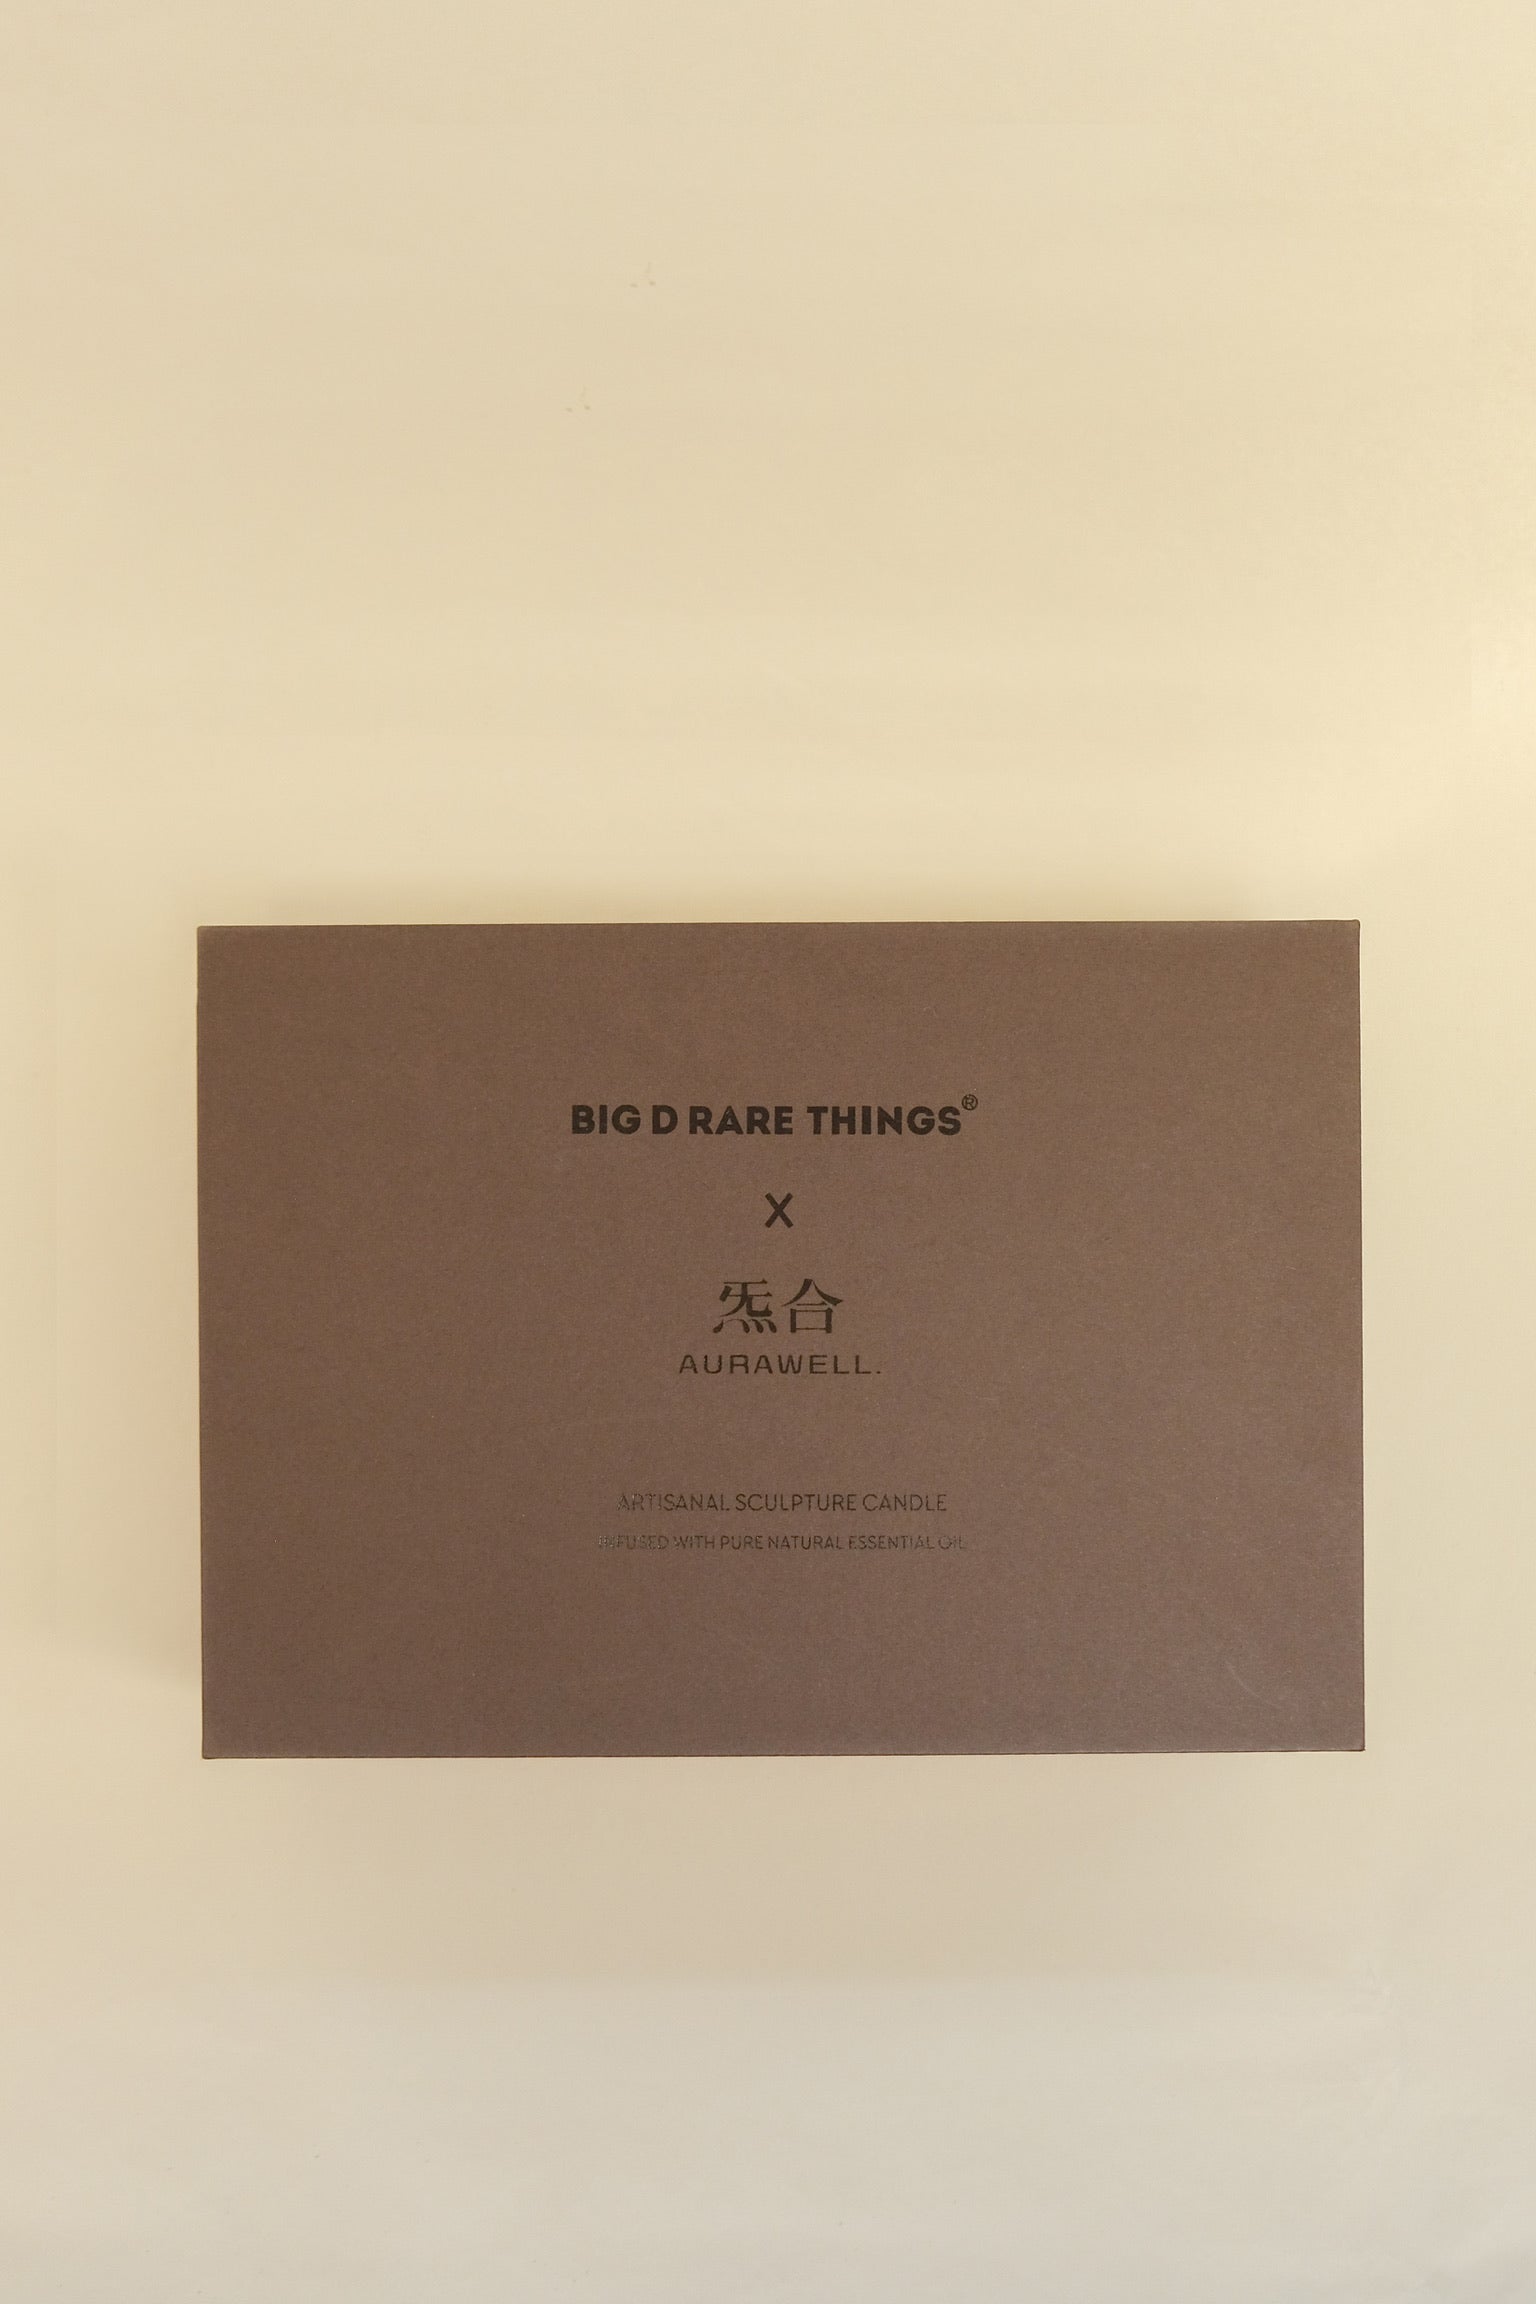 BIG D RARE THINGS®
X
炁合
AURAWELL.
ARTISANAL SCULPTURE CANDLE
INFUSED WITH PURE NATURAL ESSENTIAL OIL